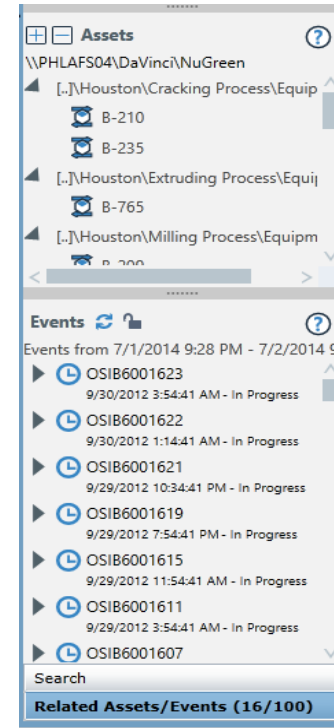 Assets
\\PHLAFS04\DaVinci\NuGreen
[..]\Houston\Cracking Process\Equip
B-210
B-235
[..]\Houston\Extruding Process\Equi
B-765
[..]\Houston\Milling Process\Equipm
Events
Events from 7/1/2014 9:28 PM - 7/2/2014 9
OSIB6001623
9/30/2012 3:54:41 AM - In Progress
OSIB6001622
9/30/2012 1:14:41 AM - In Progress
OSIB6001621
9/29/2012 10:34:41 PM - In Progress
OSIB6001619
9/29/2012 7:54:41 PM - In Progress
OSIB6001615
9/29/2012 11:54:41 AM - In Progress
OSIB6001611
9/29/2012 3:54:41 AM - In Progress
OSIB6001607
Search
Related Assets/Events (16/100)